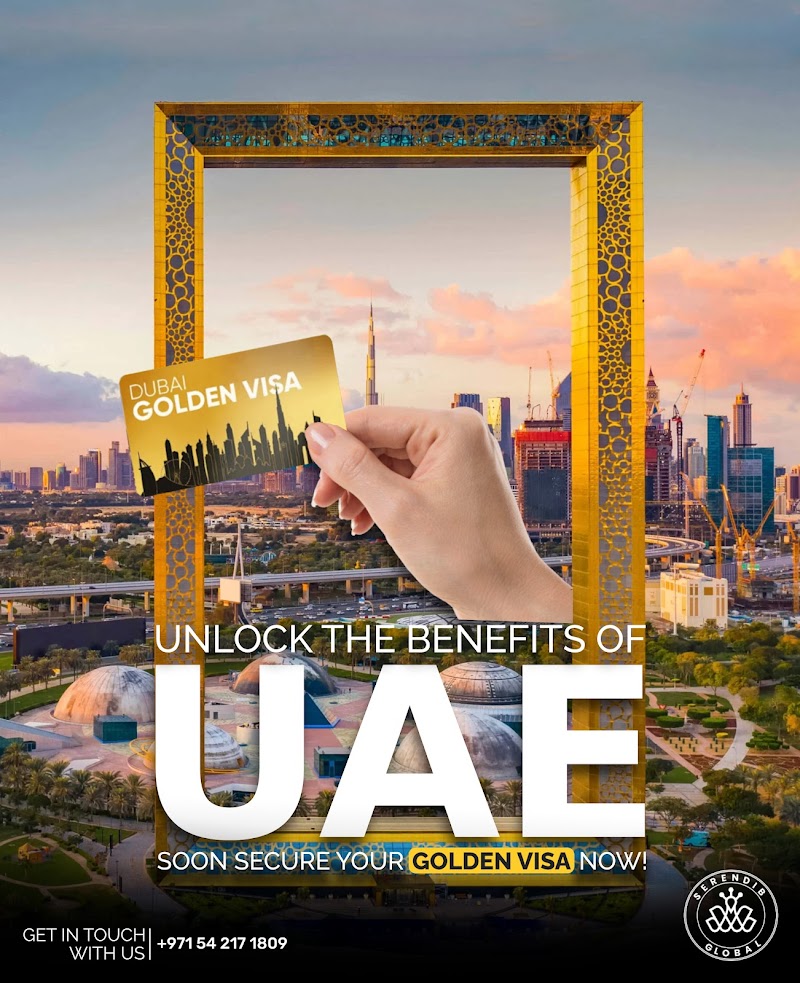 DUBAI
GOLDEN VISA
UNLOCK THE BENEFITS OF
UAE
SOON SECURE YOUR GOLDEN VISA NOW!
GET IN TOUCH
WITH US
+971 54 217 1809
SERENDIB
GLOBAL